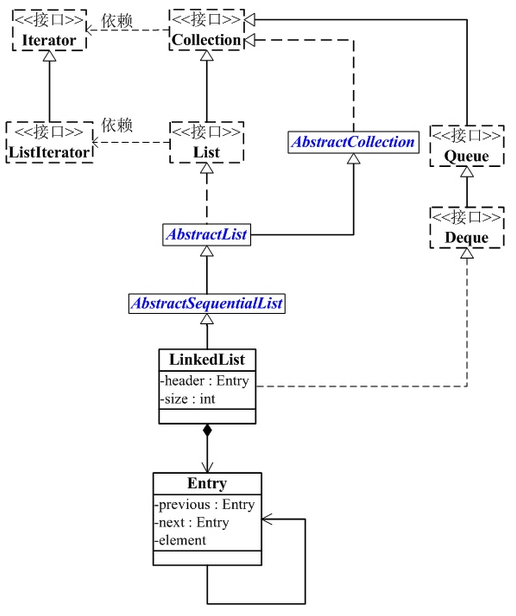 <<接口>>
Iterator
依赖
<<接口>>
Collection
<<接口>>
ListIterator
依赖
<<接口>>
List
AbstractCollection
<<接口>>
Queue
<<接口>>
Deque
AbstractList
AbstractSequentialList
LinkedList
-header : Entry
-size : int
Entry
-previous : Entry
-next : Entry
-element